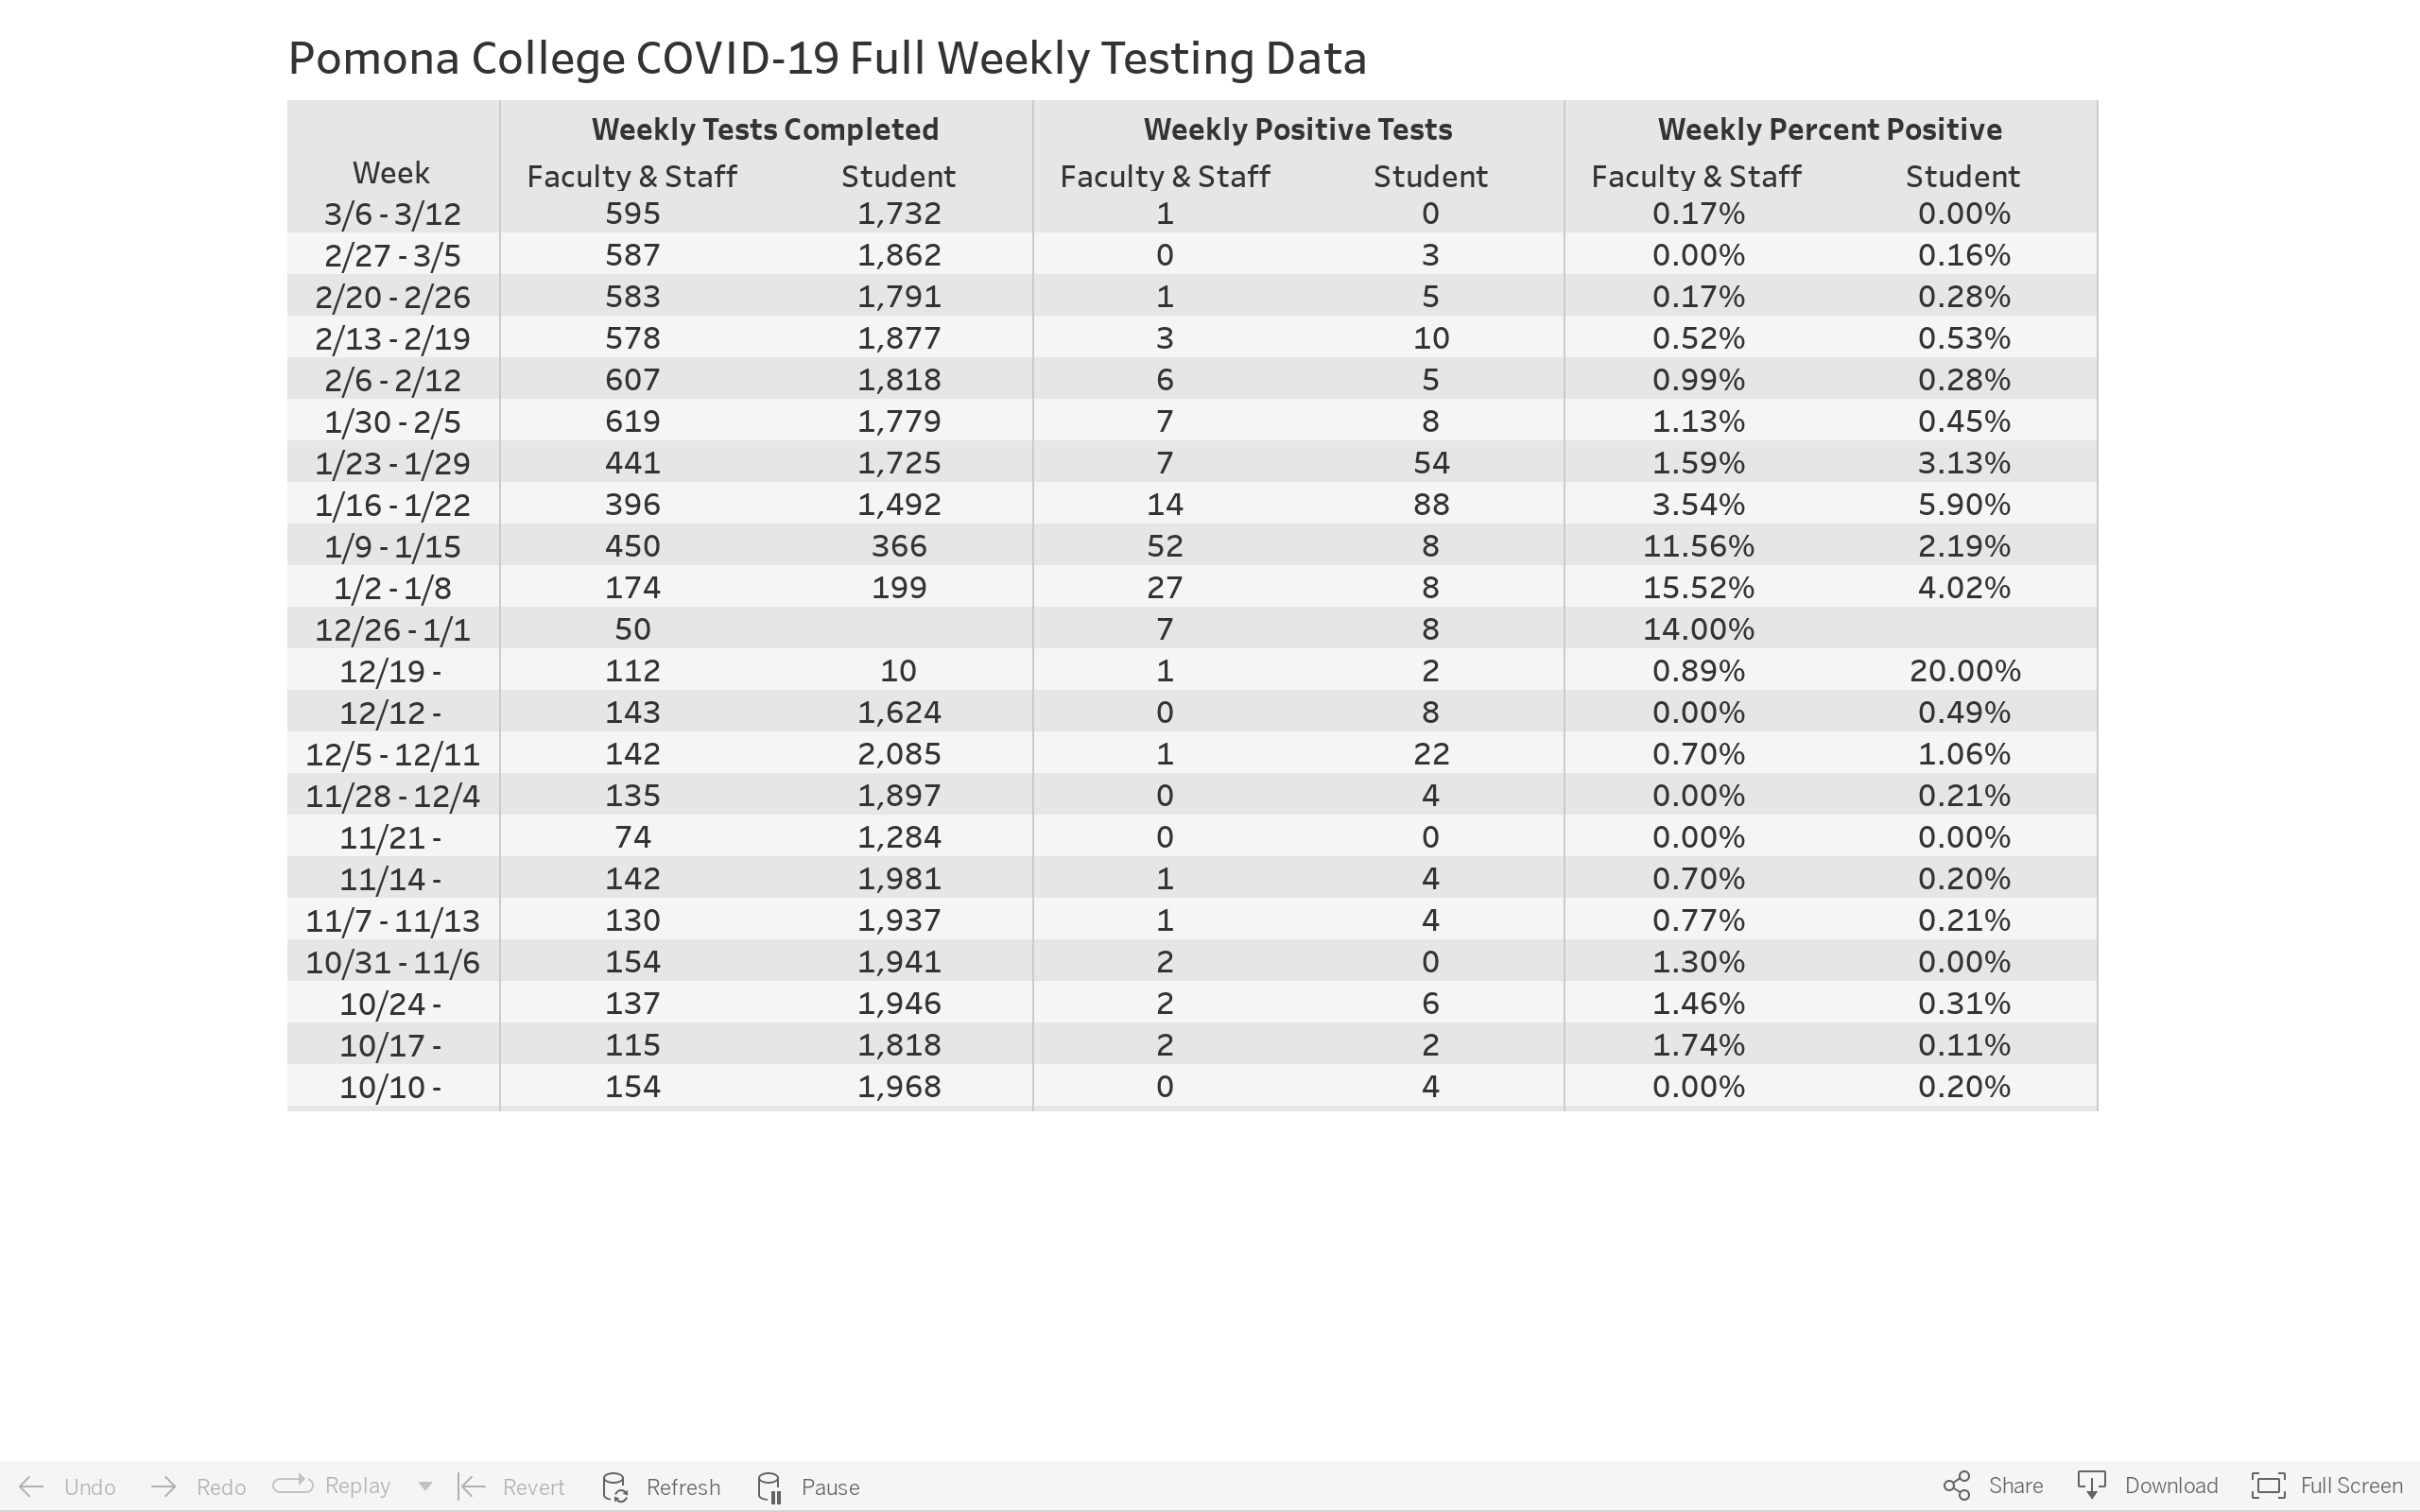 Pomona College COVID-19 Full Weekly Testing Data
Weekly Tests Completed Weekly Positive Tests Weekly Percent Positive
Week Faculty & Staff Student Faculty & Staff Student Faculty & Staff Student
3/6 - 3/12 595 1,732 1 0 0.17% 0.00%
2/27 - 3/5 587 1,862 0 3 0.00% 0.16%
2/20 - 2/26 583 1,791 1 5 0.17% 0.28%
2/13 - 2/19 578 1,877 3 10 0.52% 0.53%
2/6 - 2/12 607 1,818 6 5 0.99% 0.28%
1/30 - 2/5 619 1,779 7 8 1.13% 0.45%
1/23 - 1/29 441 1,725 7 54 1.59% 3.13%
1/16 - 1/22 396 1,492 14 88 3.54% 5.90%
1/9 - 1/15 450 366 52 8 11.56% 2.19%
1/2 - 1/8 174 199 27 8 15.52% 4.02%
12/26 - 1/1 50 7 8 14.00%
12/19 - 112 10 1 2 0.89% 20.00%
12/12 - 143 1,624 0 8 0.00% 0.49%
12/5 - 12/11 142 2,085 1 22 0.70% 1.06%
11/28 - 12/4 135 1,897 0 4 0.00% 0.21%
11/21 - 74 1,284 0 0 0.00% 0.00%
11/14 - 142 1,981 1 4 0.70% 0.20%
11/7 - 11/13 130 1,937 1 4 0.77% 0.21%
10/31 - 11/6 154 1,941 2 0 1.30% 0.00%
10/24 - 137 1,946 2 6 1.46% 0.31%
10/17 - 115 1,818 2 2 1.74% 0.11%
10/10 - 154 1,968 0 4 0.00% 0.20%
Undo Redo Replay Revert Refresh Pause Share Download Full Screen